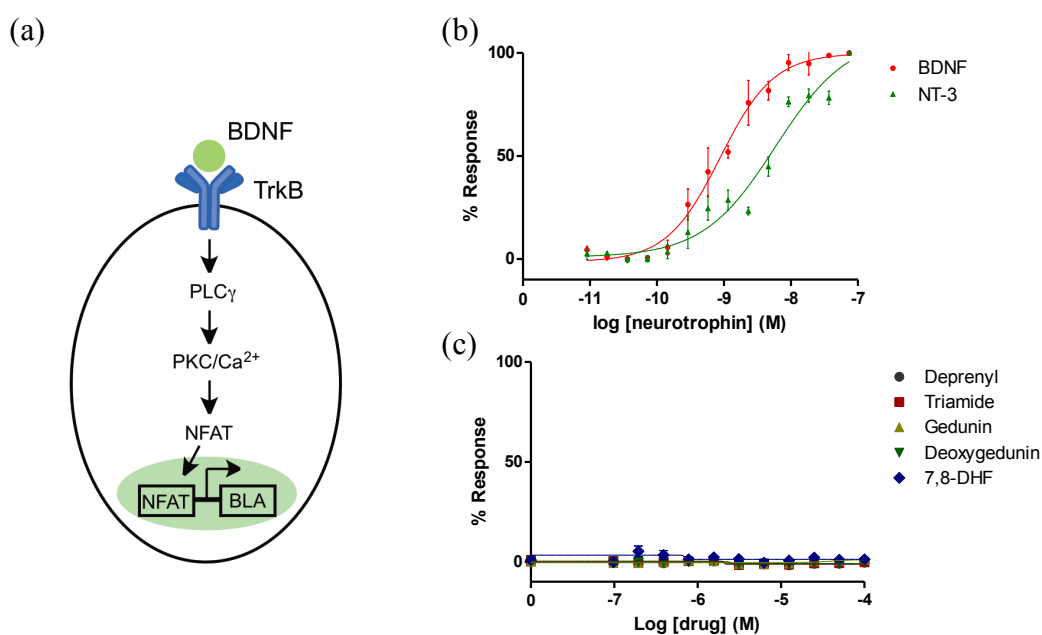 (a)
BDNF
TrkB
PLCγ
PKC/Ca²⁺
NFAT
NFAT
BLA
(b)
100
50
0
% Response
0
-11
-10
-9
-8
-7
log [neurotrophin] (M)
BDNF
NT-3
(c)
100
50
0
% Response
0
-7
-6
-5
-4
Log [drug] (M)
Deprenyl
Triamide
Gedunin
Deoxygedunin
7,8-DHF